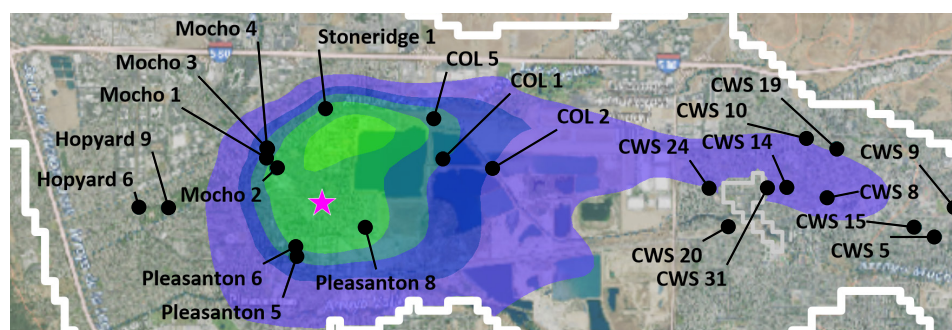 Mocho 4
Stoneridge 1
Mocho 3
COL 5
COL 1
CWS 19
Mocho 1
CWS 10
COL 2
Hopyard 9
CWS 14
CWS 9
CWS 24
Hopyard 6
Mocho 2
CWS 8
CWS 15
CWS 20
CWS 5
Pleasanton 6
Pleasanton 8
CWS 31
Pleasanton 5